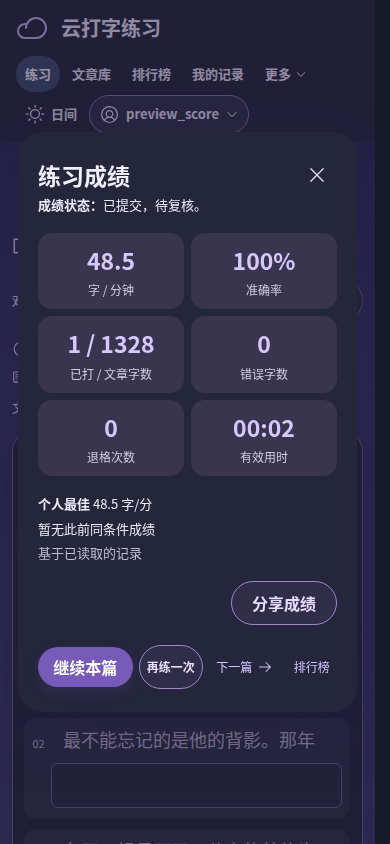 云打字练习
练习 文章库 排行榜 我的记录 更多
日间 preview_score
练习成绩
成绩状态：已提交，待复核。
48.5 100%
字 / 分钟 准确率
1 / 1328 0
已打 / 文章字数 错误字数
0 00:02
退格次数 有效用时
个人最佳 48.5 字/分
暂无此前同条件成绩
基于已读取的记录
分享成绩
继续本篇 再练一次 下一篇 → 排行榜
02 最不能忘记的是他的背影。那年